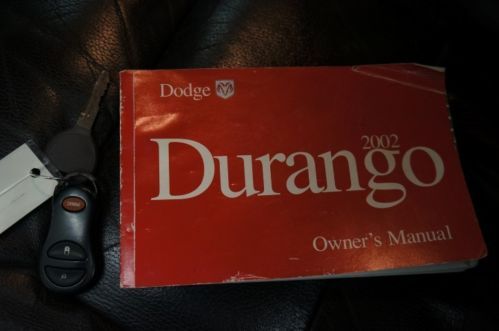 Dodge
2002
Durango
Owner's Manual